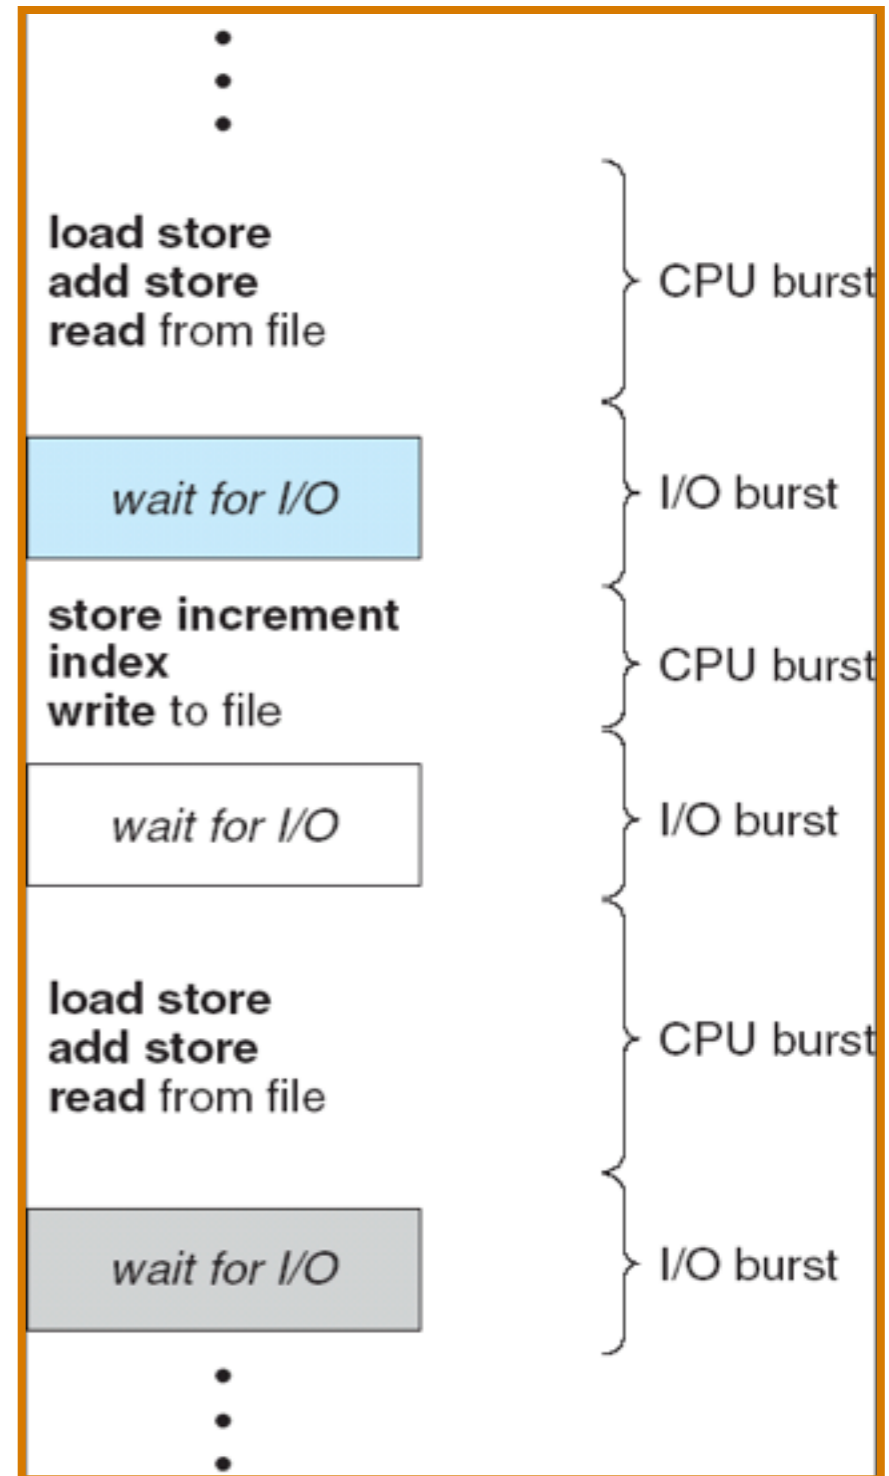 load store
add store
read from file
CPU burst
wait for I/O
I/O burst
store increment
index
write to file
CPU burst
wait for I/O
I/O burst
load store
add store
read from file
CPU burst
wait for I/O
I/O burst